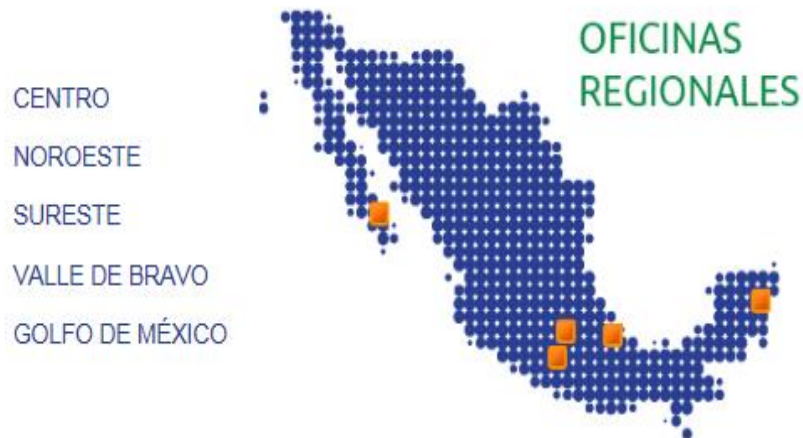 OFICINAS
REGIONALES
CENTRO
NOROESTE
SURESTE
VALLE DE BRAVO
GOLFO DE MÉXICO